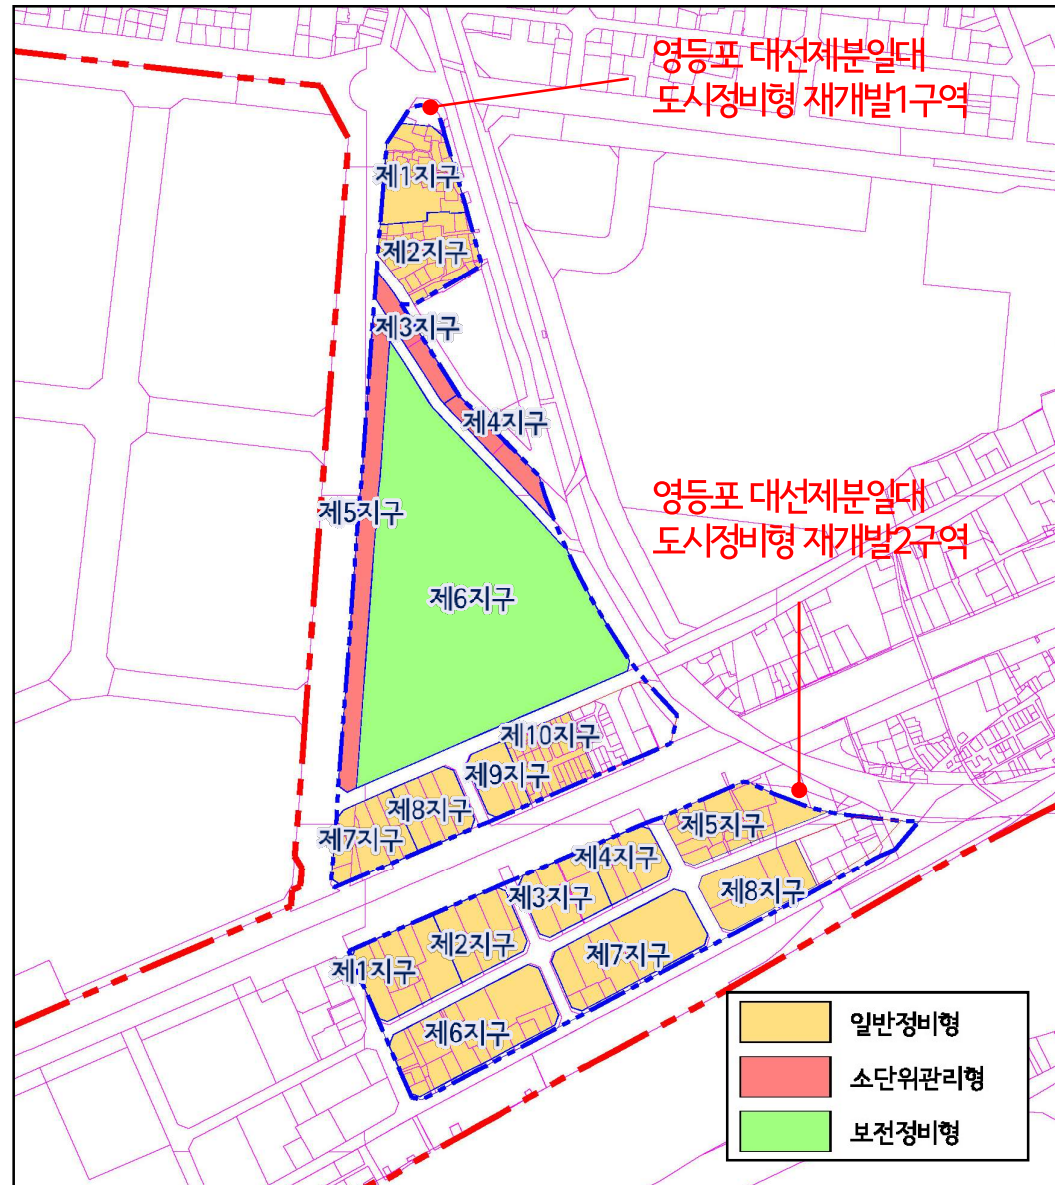 영등포 대선제분일대
도시정비형 재개발1구역
제1지구
제2지구
제3지구
제4지구
영등포 대선제분일대
도시정비형 재개발2구역
제5지구
제6지구
제10지구
제9지구
제8지구
제7지구
제5지구
제4지구
제3지구
제8지구
제2지구
제7지구
제1지구
제6지구
일반정비형
소단위관리형
보전정비형